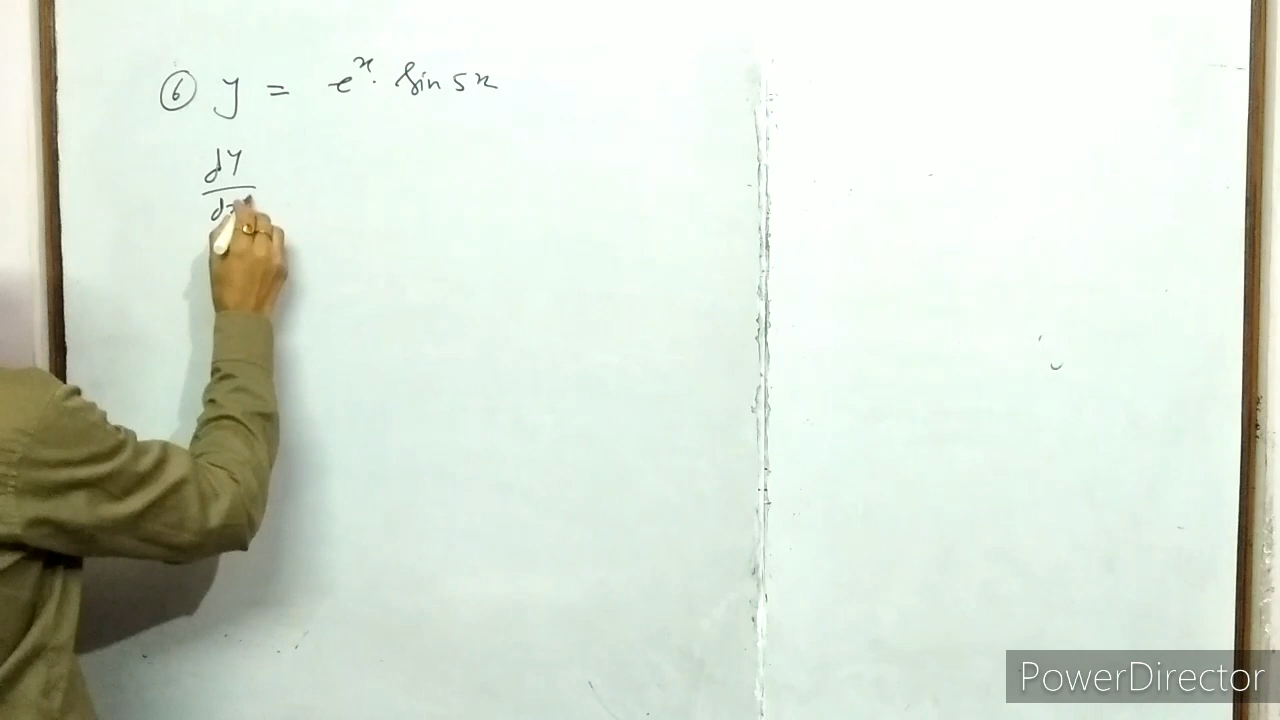 ⑥ y = e^x · sin 5x
dy
dx
PowerDirector